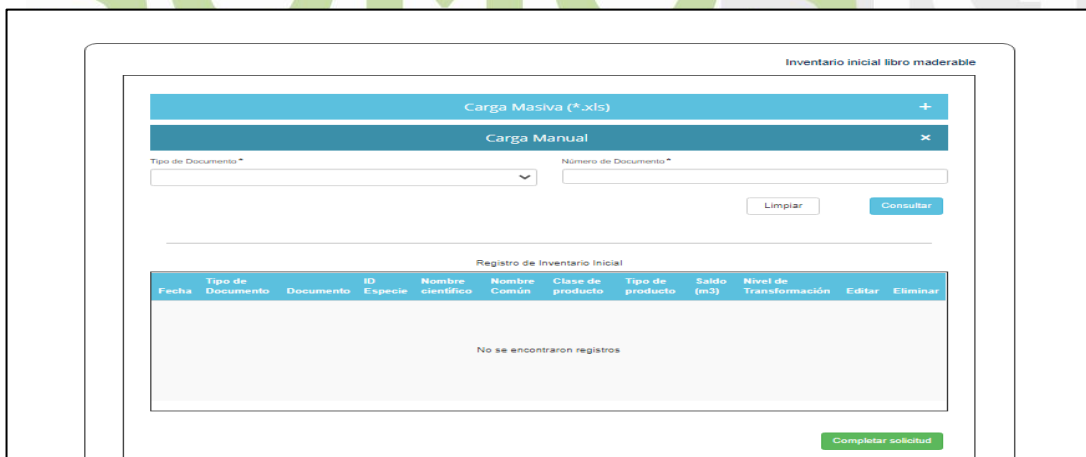 Inventario inicial libro maderable
Carga Masiva (*.xls) +
Carga Manual ×
Tipo de Documento *
Número de Documento *
Limpiar
Consultar
Registro de Inventario Inicial
Fecha Tipo de Documento Documento ID Especie Nombre científico Nombre Común Clase de producto Tipo de producto Saldo (m3) Nivel de Transformación Editar Eliminar
No se encontraron registros
Completar solicitud